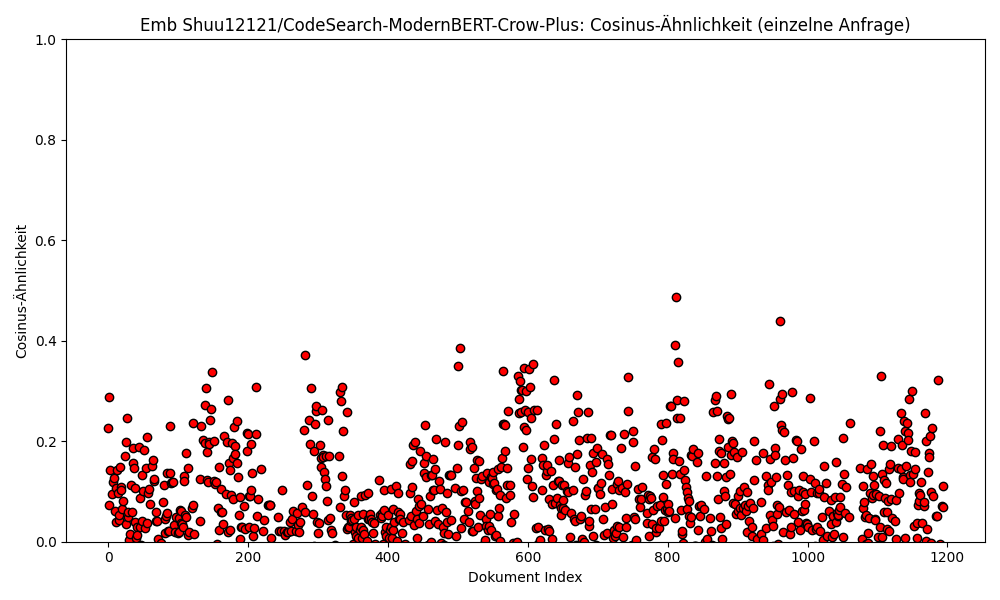 Emb Shuu12121/CodeSearch-ModernBERT-Crow-Plus: Cosinus-Ähnlichkeit (einzelne Anfrage)
1.0
0.8
0.6
0.4
0.2
0.0
Cosinus-Ähnlichkeit
0 200 400 600 800 1000 1200
Dokument Index